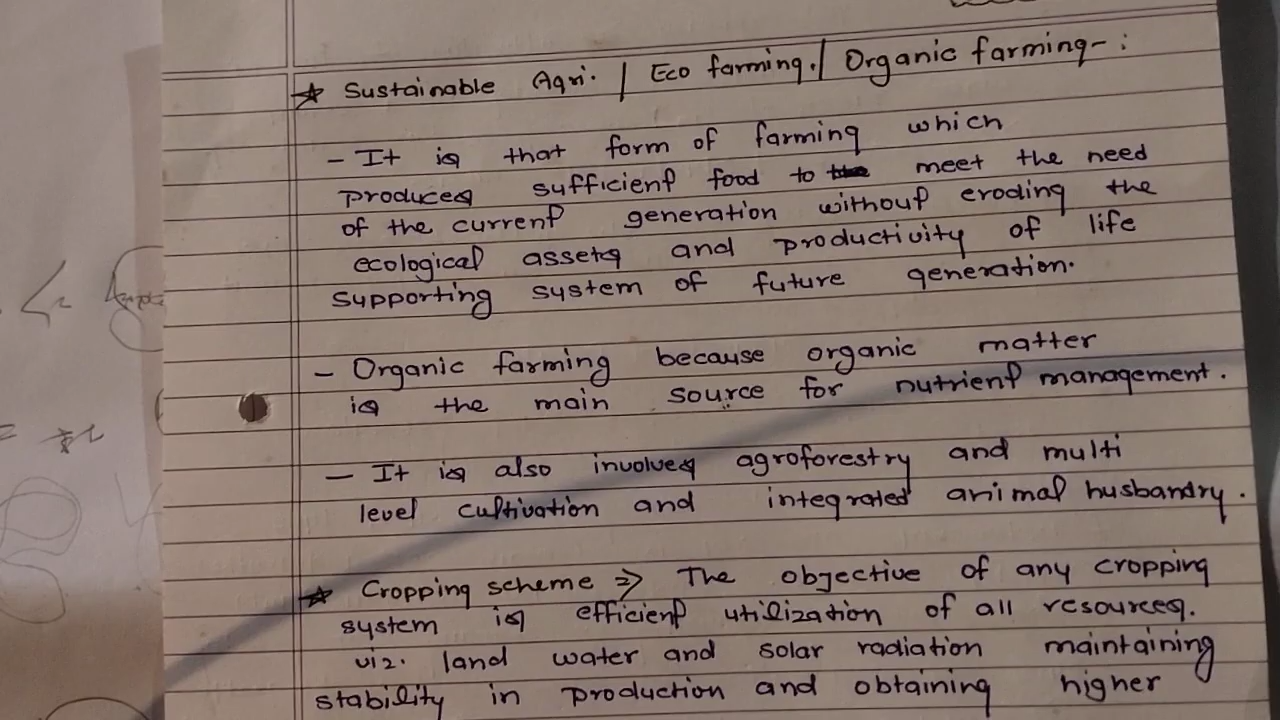 ★ Sustainable Agri. / Eco farming. / Organic farming- :
- It is that form of farming which
produces sufficient food to meet the need
of the current generation without eroding the
ecological assets and productivity of life
supporting system of future generation.
- Organic farming because organic matter
is the main source for nutrient management.
- It is also involves agroforestry and multi
level cultivation and integrated animal husbandry.
★ Cropping scheme ⇒ The objective of any cropping
system is efficient utilization of all resources.
viz. land water and solar radiation maintaining
stability in production and obtaining higher